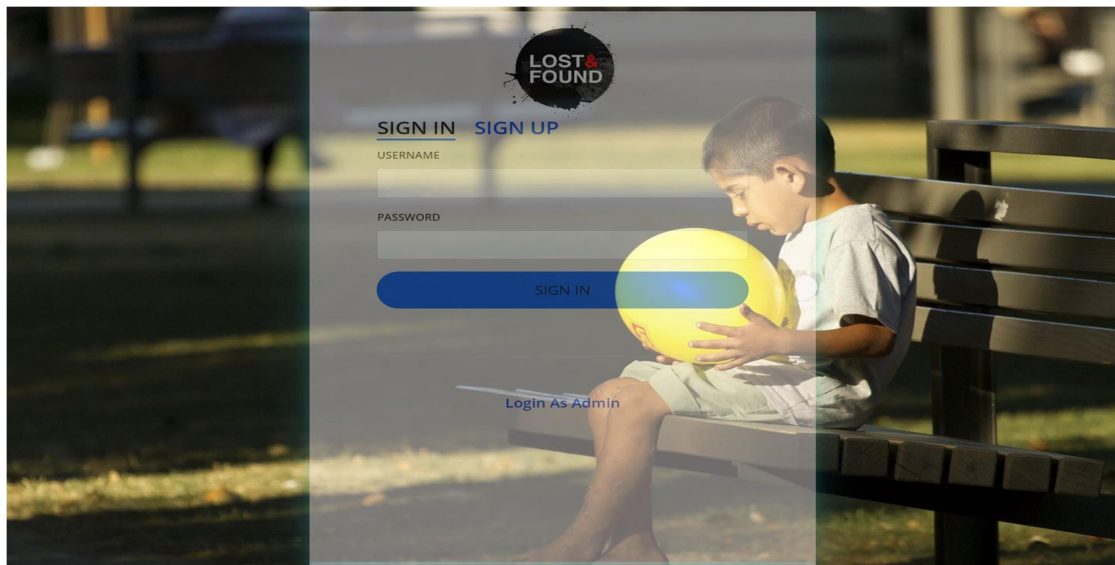 LOST&
FOUND
SIGN IN SIGN UP
USERNAME
PASSWORD
SIGN IN
Login As Admin